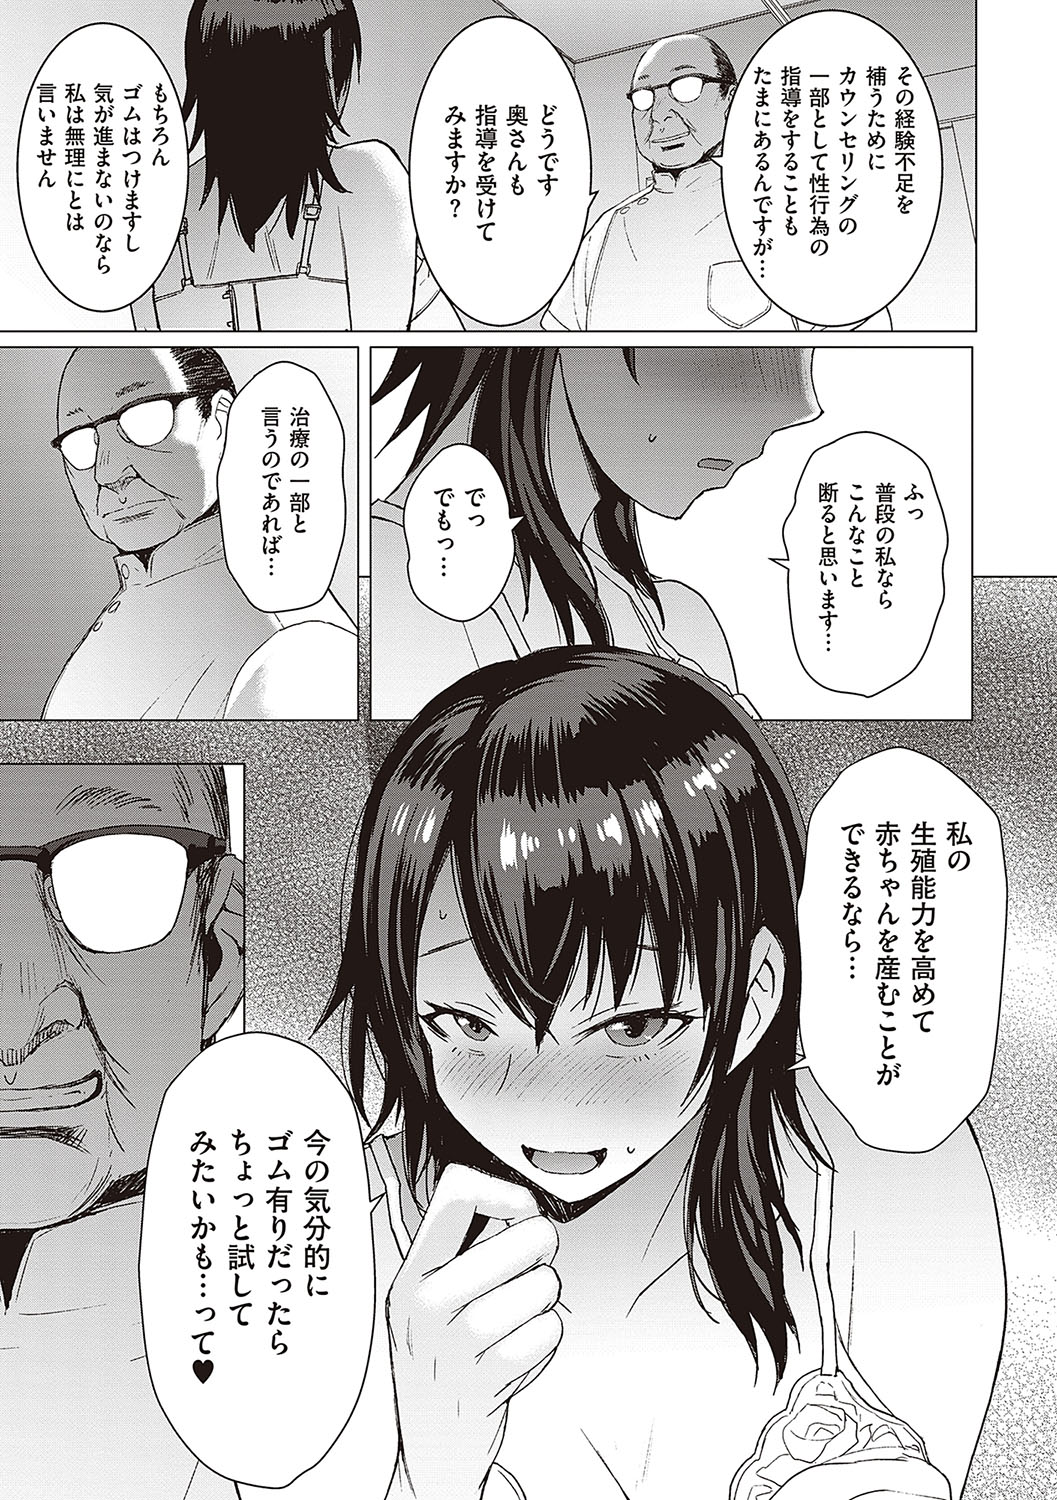 その経験不足を
補うために
カウンセリングの
一部として性行為の
指導をすることも
たまにあるんですが…
どうです
奥さんも
指導を受けて
みますか？
もちろん
ゴムはつけますし
気が進まないのなら
私は無理にとは
言いません
ふっ
普段の私なら
こんなこと
断ると思います…
でっ
でもっ…
治療の一部と
言うのであれば…
私の
生殖能力を高めて
赤ちゃんを産むことが
できるなら…
今の気分的に
ゴム有りだったら
ちょっと試して
みたいかも…って♥